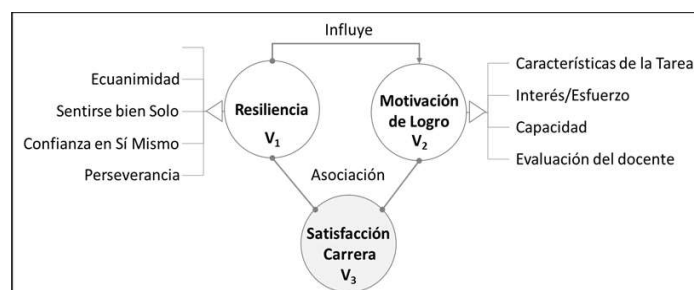 Influye
Ecuanimidad
Sentirse bien Solo
Confianza en Sí Mismo
Perseverancia
Resiliencia
V₁
Motivación
de Logro
V₂
Características de la Tarea
Interés/Esfuerzo
Capacidad
Evaluación del docente
Asociación
Satisfacción
Carrera
V₃